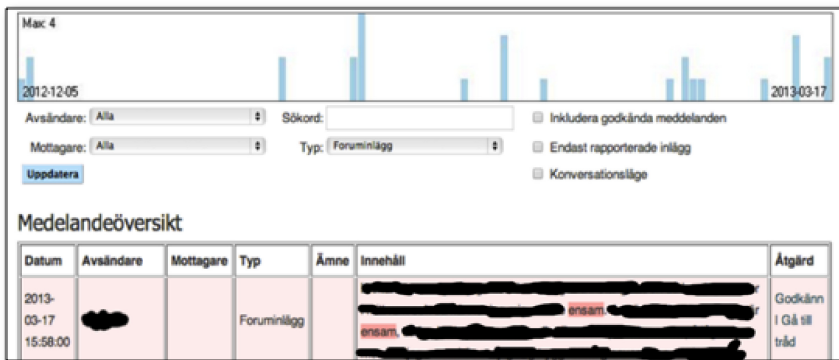 Max: 4
2012-12-05 2013-03-17
Avsändare: Alla Sökord: Inkludera godkända meddelanden
Mottagare: Alla Typ: Foruminlägg Endast rapporterade inlägg
Uppdatera Konversationsläge
Medelandeöversikt
Datum Avsändare Mottagare Typ Ämne Innehåll Åtgärd
2013-
03-17
15:58:00
Foruminlägg
ensam,
ensam,
Godkänn
| Gå till
tråd